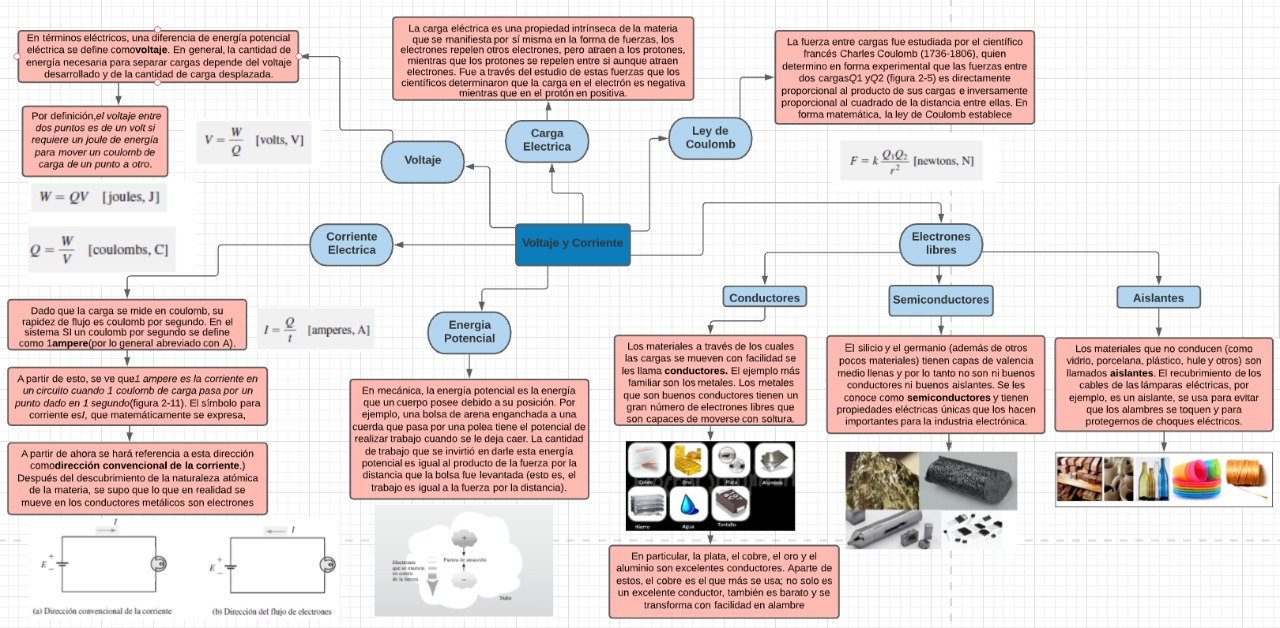 En términos eléctricos, una diferencia de energía potencial
eléctrica se define comovoltaje. En general, la cantidad de
energía necesaria para separar cargas depende del voltaje
desarrollado y de la cantidad de carga desplazada.
Por definición,el voltaje entre
dos puntos es de un volt si
requiere un joule de energía
para mover un coulomb de
carga de un punto a otro.
V = W/Q [volts, V]
W = QV [joules, J]
Q = W/V [coulombs, C]
Voltaje
La carga eléctrica es una propiedad intrínseca de la materia
que se manifiesta por sí misma en la forma de fuerzas, los
electrones repelen otros electrones, pero atraen a los protones,
mientras que los protones se repelen entre si aunque atraen
electrones. Fue a través del estudio de estas fuerzas que los
científicos determinaron que la carga en el electrón es negativa
mientras que en el protón en positiva.
Carga
Electrica
Ley de
Coulomb
La fuerza entre cargas fue estudiada por el científico
francés Charles Coulomb (1736-1806), quien
determino en forma experimental que las fuerzas entre
dos cargasQ1 yQ2 (figura 2-5) es directamente
proporcional al producto de sus cargas e inversamente
proporcional al cuadrado de la distancia entre ellas. En
forma matemática, la ley de Coulomb establece
F = k Q₁Q₂/r² [newtons, N]
Voltaje y Corriente
Corriente
Electrica
Dado que la carga se mide en coulomb, su
rapidez de flujo es coulomb por segundo. En el
sistema SI un coulomb por segundo se define
como 1ampere(por lo general abreviado con A).
I = Q/t [amperes, A]
A partir de esto, se ve que1 ampere es la corriente en
un circuito cuando 1 coulomb de carga pasa por un
punto dado en 1 segundo(figura 2-11). El símbolo para
corriente esI, que matemáticamente se expresa,
A partir de ahora se hará referencia a esta dirección
comodirección convencional de la corriente.)
Después del descubrimiento de la naturaleza atómica
de la materia, se supo que lo que en realidad se
mueve en los conductores metálicos son electrones
I
E
+
−
(a) Dirección convencional de la corriente
I
E
+
−
(b) Dirección del flujo de electrones
Energia
Potencial
En mecánica, la energía potencial es la energía
que un cuerpo posee debido a su posición. Por
ejemplo, una bolsa de arena enganchada a una
cuerda que pasa por una polea tiene el potencial de
realizar trabajo cuando se le deja caer. La cantidad
de trabajo que se invirtió en darle esta energía
potencial es igual al producto de la fuerza por la
distancia que la bolsa fue levantada (esto es, el
trabajo es igual a la fuerza por la distancia).
Electrones
que se mueven
en contra
de la fuerza
Fuerza de atracción
Nube
Electrones
libres
Conductores
Los materiales a través de los cuales
las cargas se mueven con facilidad se
les llama conductores. El ejemplo más
familiar son los metales. Los metales
que son buenos conductores tienen un
gran número de electrones libres que
son capaces de moverse con soltura.
Cobre
Oro
Plata
Aluminio
Hierro
Agua
Tornillo
En particular, la plata, el cobre, el oro y el
aluminio son excelentes conductores. Aparte de
estos, el cobre es el que más se usa; no solo es
un excelente conductor, también es barato y se
transforma con facilidad en alambre
Semiconductores
El silicio y el germanio (además de otros
pocos materiales) tienen capas de valencia
medio llenas y por lo tanto no son ni buenos
conductores ni buenos aislantes. Se les
conoce como semiconductores y tienen
propiedades eléctricas únicas que los hacen
importantes para la industria electrónica.
Aislantes
Los materiales que no conducen (como
vidrio, porcelana, plástico, hule y otros) son
llamados aislantes. El recubrimiento de los
cables de las lámparas eléctricas, por
ejemplo, es un aislante, se usa para evitar
que los alambres se toquen y para
protegernos de choques eléctricos.